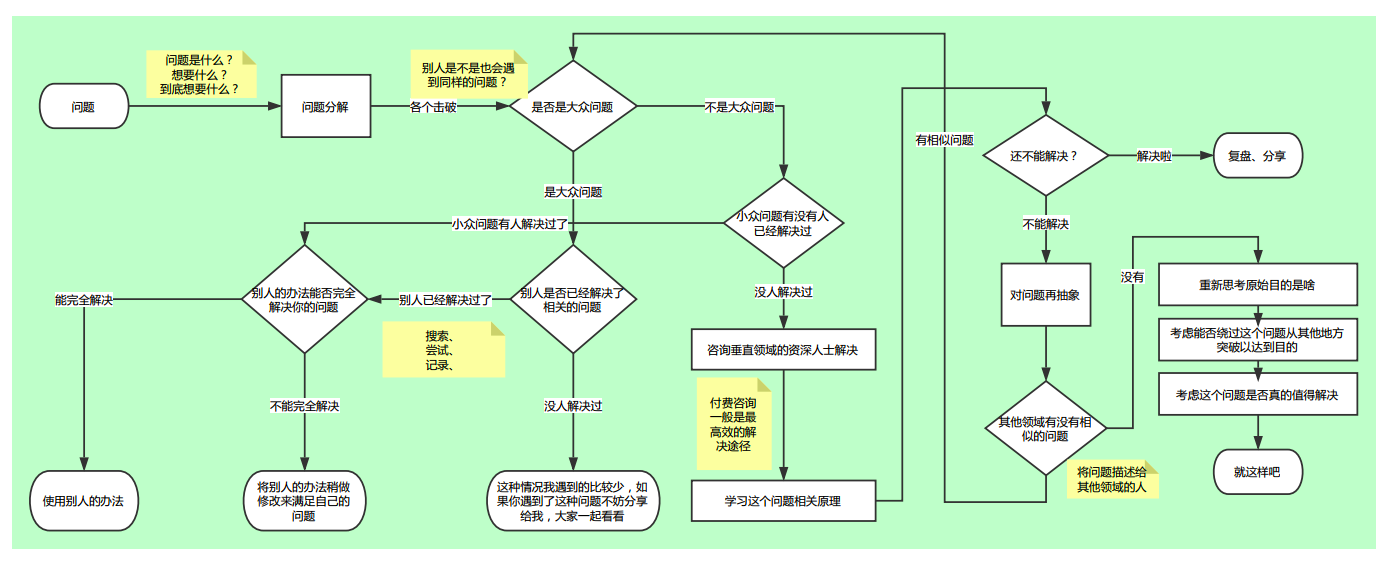 问题是什么？
想要什么？
到底想要什么？
问题
问题分解
各个击破
别人是不是也会遇
到同样的问题？
是否是大众问题
不是大众问题
是大众问题
小众问题有没有人
已经解决过
小众问题有人解决过了
没人解决过
别人是否已经解决了
相关的问题
别人已经解决过了
搜索、
尝试、
记录、
别人的办法能否完全
解决你的问题
能完全解决
不能完全解决
没人解决过
使用别人的办法
将别人的办法稍做
修改来满足自己的
问题
这种情况我遇到的比较少，如
果你遇到了这种问题不妨分享
给我，大家一起看看
咨询垂直领域的资深人士解决
付费咨询
一般是最
高效的解
决途径
学习这个问题相关原理
还不能解决？
解决啦
复盘、分享
不能解决
对问题再抽象
其他领域有没有相
似的问题
将问题描述给
其他领域的人
有相似问题
没有
重新思考原始目的是啥
考虑能否绕过这个问题从其他地方
突破以达到目的
考虑这个问题是否真的值得解决
就这样吧